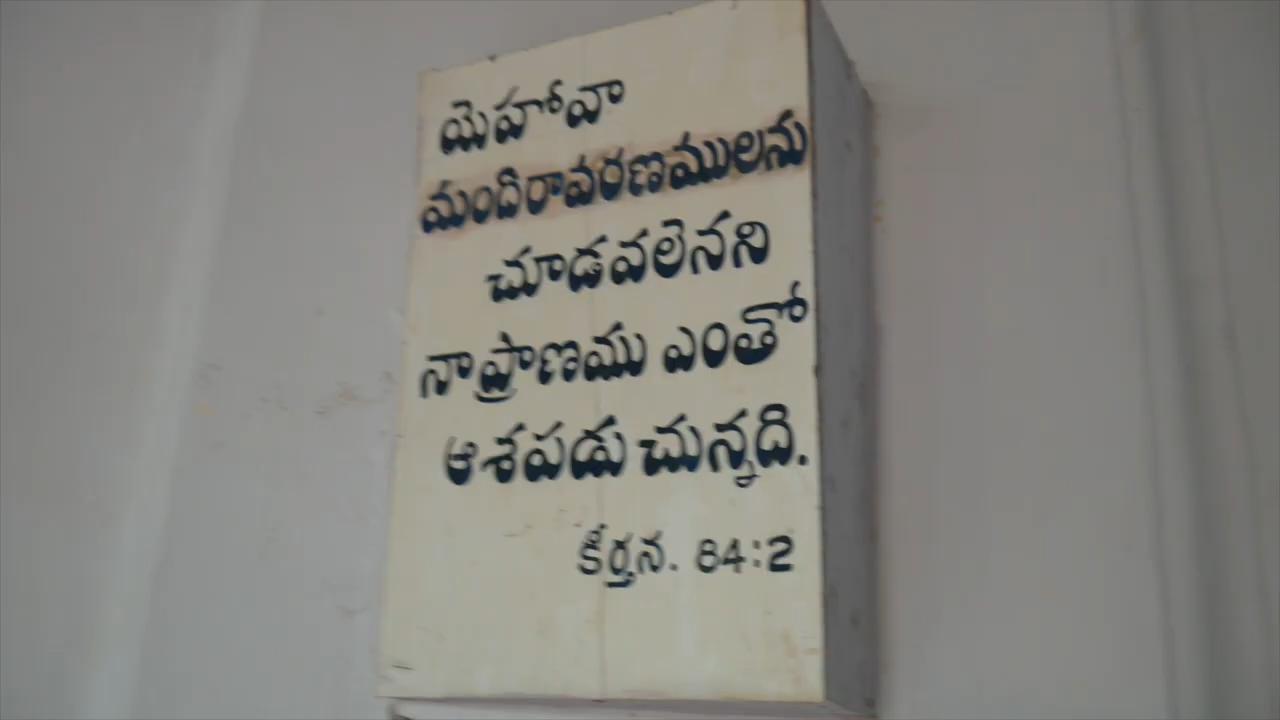 యెహోవా
మందిరావరణములను
చూడవలెనని
నాప్రాణము ఎంతో
ఆశపడు చున్నది.
కీర్తన. 84:2